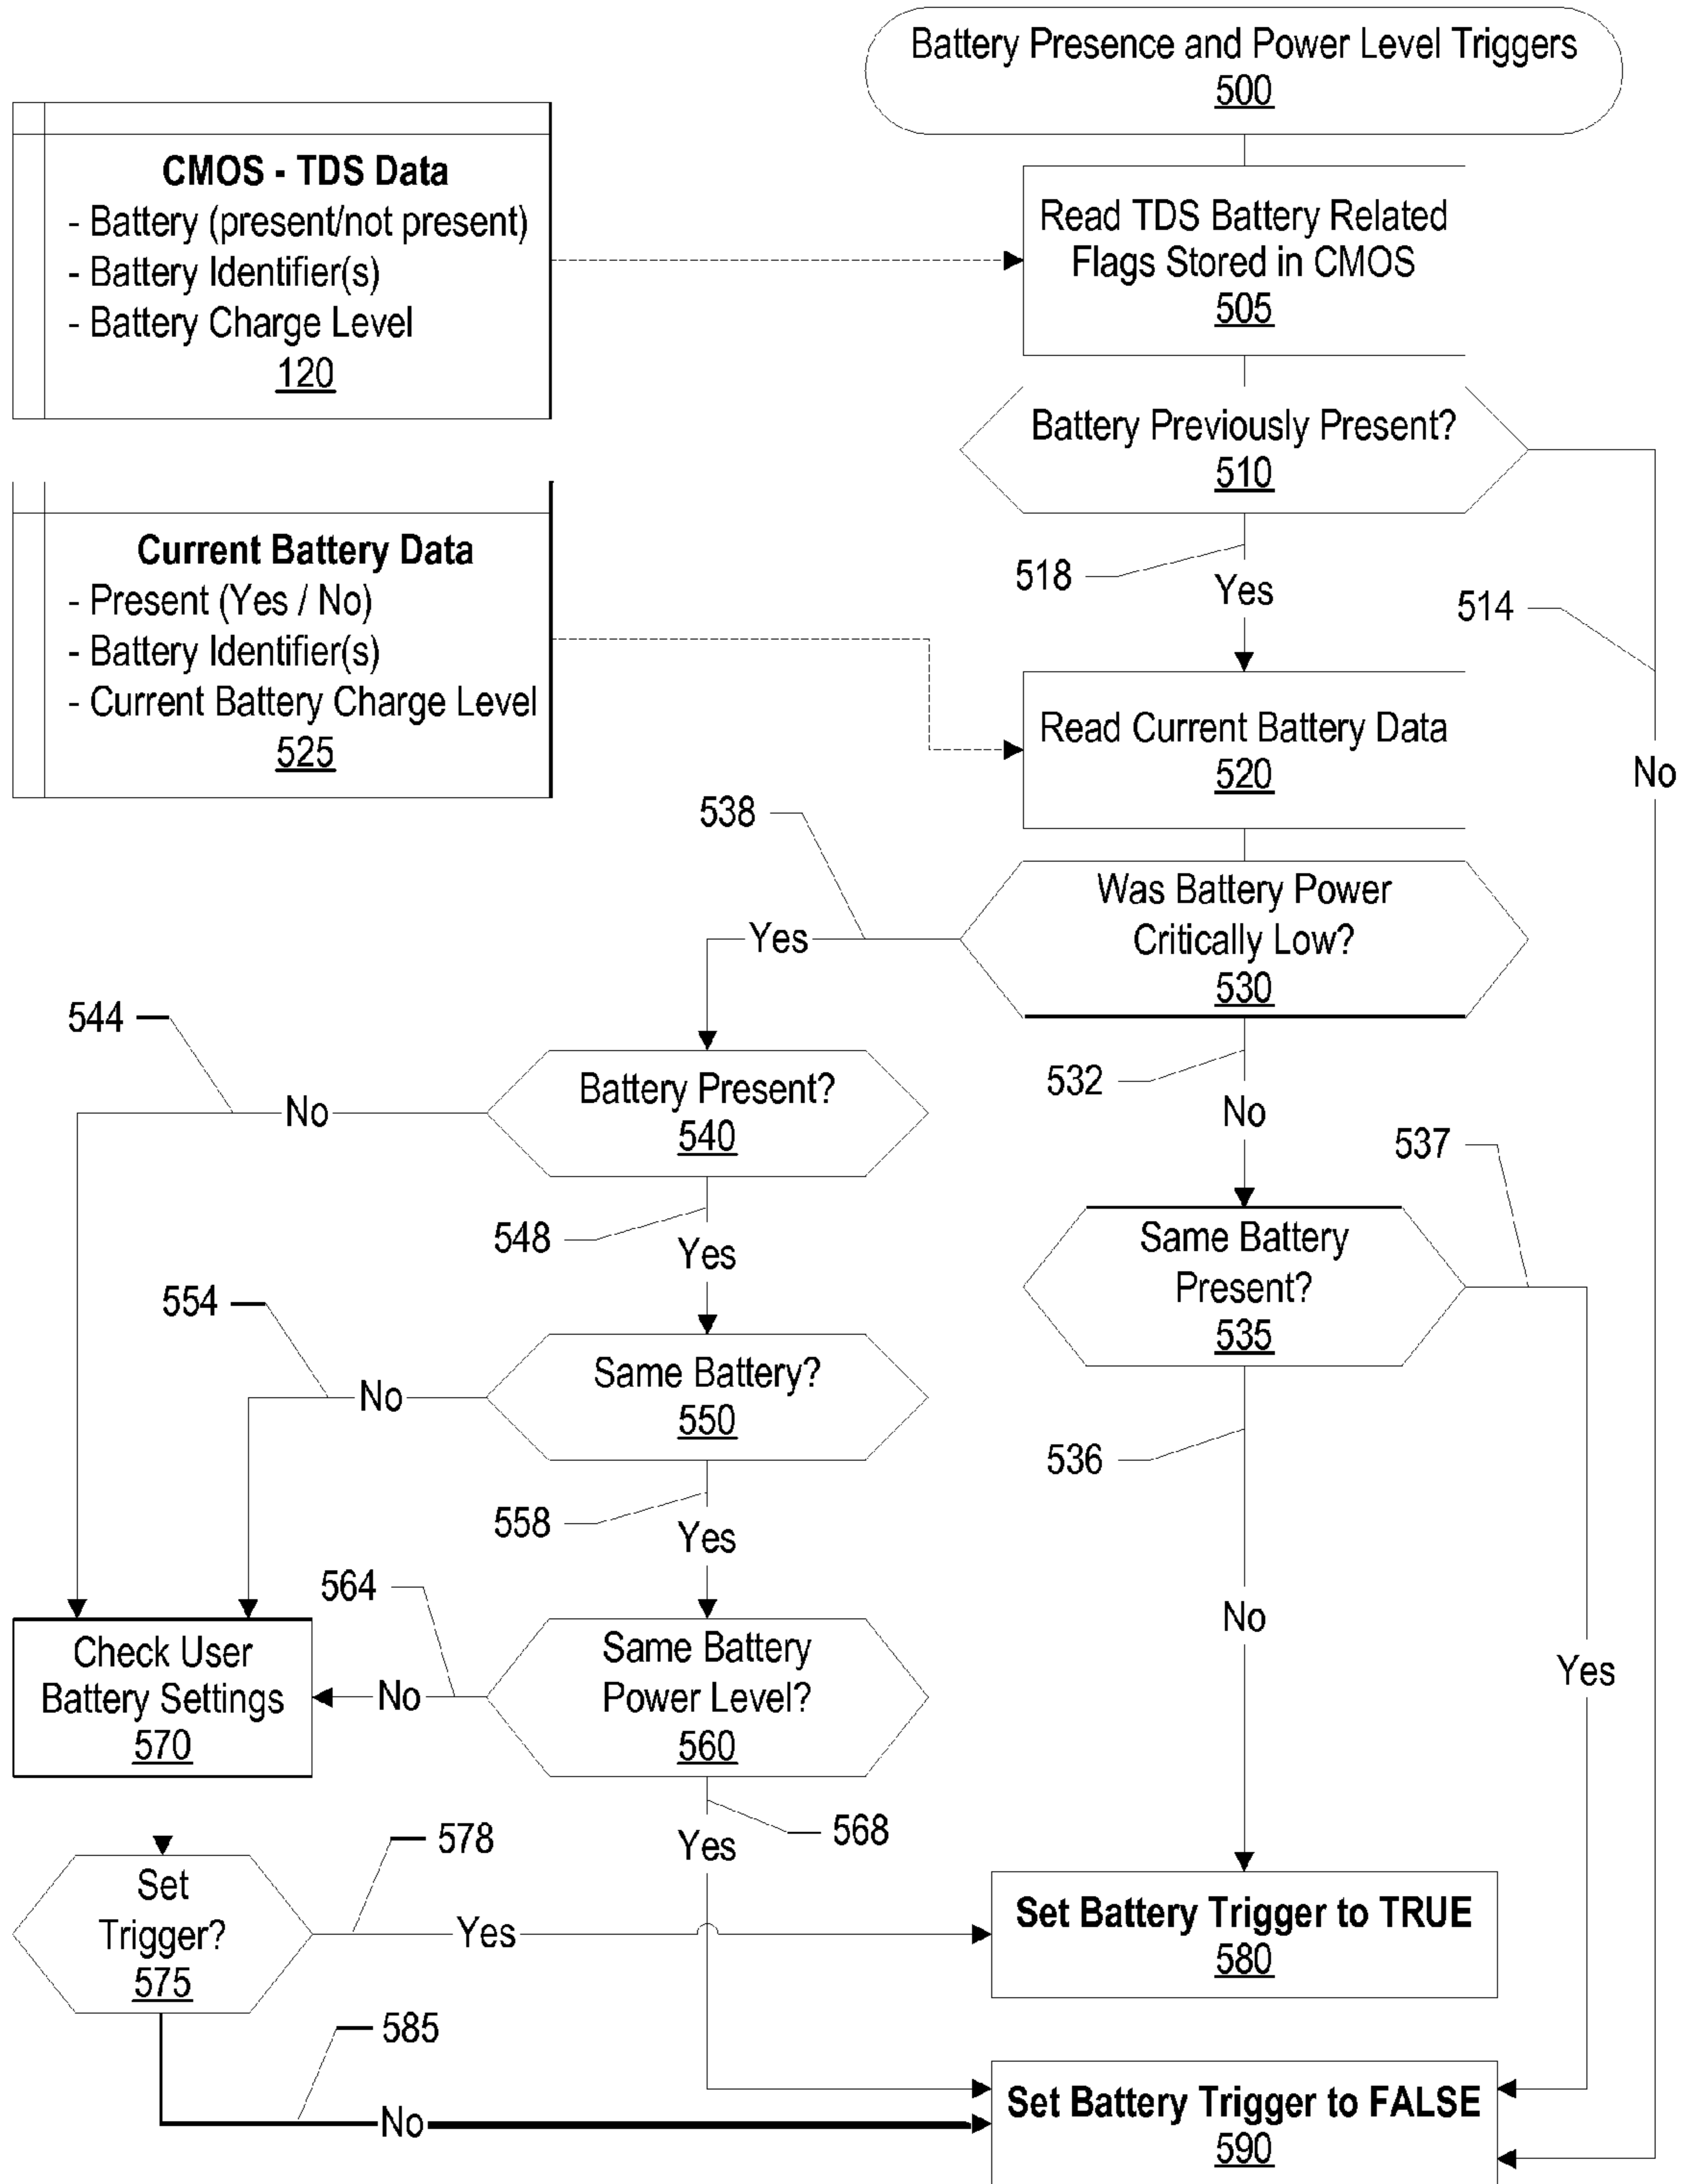 Battery Presence and Power Level Triggers
500
CMOS - TDS Data
- Battery (present/not present)
- Battery Identifier(s)
- Battery Charge Level
120
Read TDS Battery Related
Flags Stored in CMOS
505
Battery Previously Present?
510
518
Yes
514
No
Current Battery Data
- Present (Yes / No)
- Battery Identifier(s)
- Current Battery Charge Level
525
Read Current Battery Data
520
538
Was Battery Power
Critically Low?
530
Yes
532
No
544
No
Battery Present?
540
548
Yes
537
Same Battery
Present?
535
536
No
Yes
554
No
Same Battery?
550
558
Yes
564
No
Same Battery
Power Level?
560
568
Yes
Check User
Battery Settings
570
Set
Trigger?
575
578
Yes
585
No
Set Battery Trigger to TRUE
580
Set Battery Trigger to FALSE
590